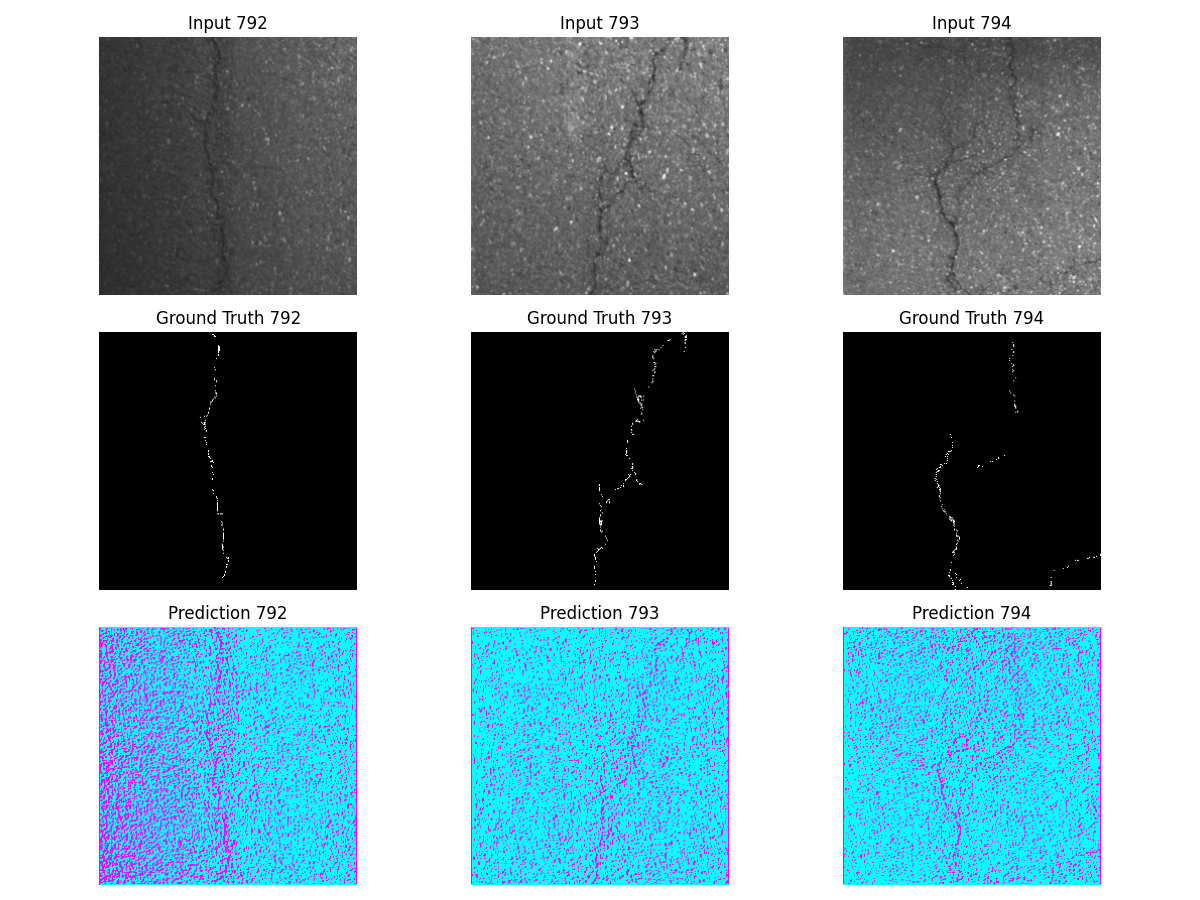 Input 792
Input 793
Input 794
Ground Truth 792
Ground Truth 793
Ground Truth 794
Prediction 792
Prediction 793
Prediction 794